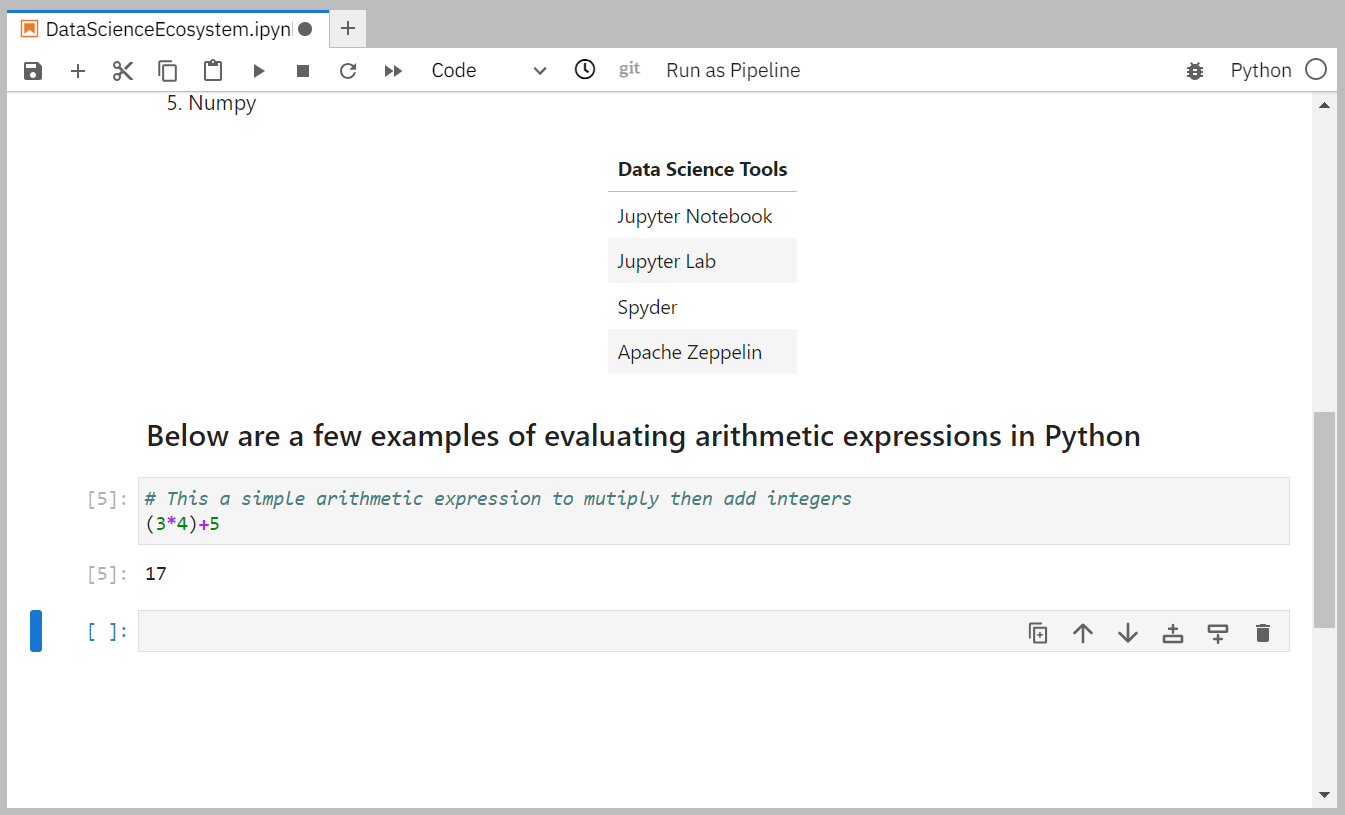 DataScienceEcosystem.ipyn
Code
git
Run as Pipeline
Python
5. Numpy
Data Science Tools
Jupyter Notebook
Jupyter Lab
Spyder
Apache Zeppelin
Below are a few examples of evaluating arithmetic expressions in Python
[5]: # This a simple arithmetic expression to mutiply then add integers
(3*4)+5
[5]: 17
[ ]: